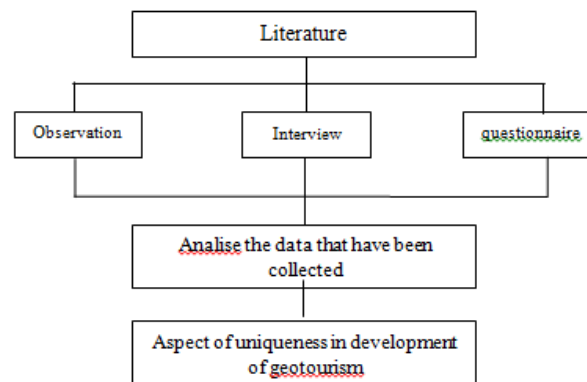 Literature
Observation
Interview
questionnaire
Analise the data that have been
collected
Aspect of uniqueness in development
of geotourism